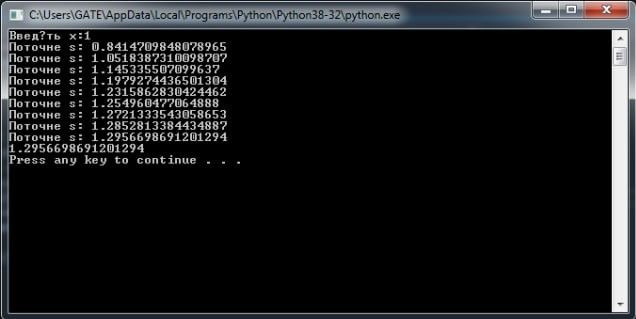 C:\Users\GATE\AppData\Local\Programs\Python\Python38-32\python.exe
Введ?ть x:1
Поточне s: 0.8414709848078965
Поточне s: 1.0518387310098707
Поточне s: 1.145335507099637
Поточне s: 1.1979274436501304
Поточне s: 1.2315862830424462
Поточне s: 1.254960477064888
Поточне s: 1.2721333543058653
Поточне s: 1.2852813384434887
Поточне s: 1.2956698691201294
1.2956698691201294
Press any key to continue . . .